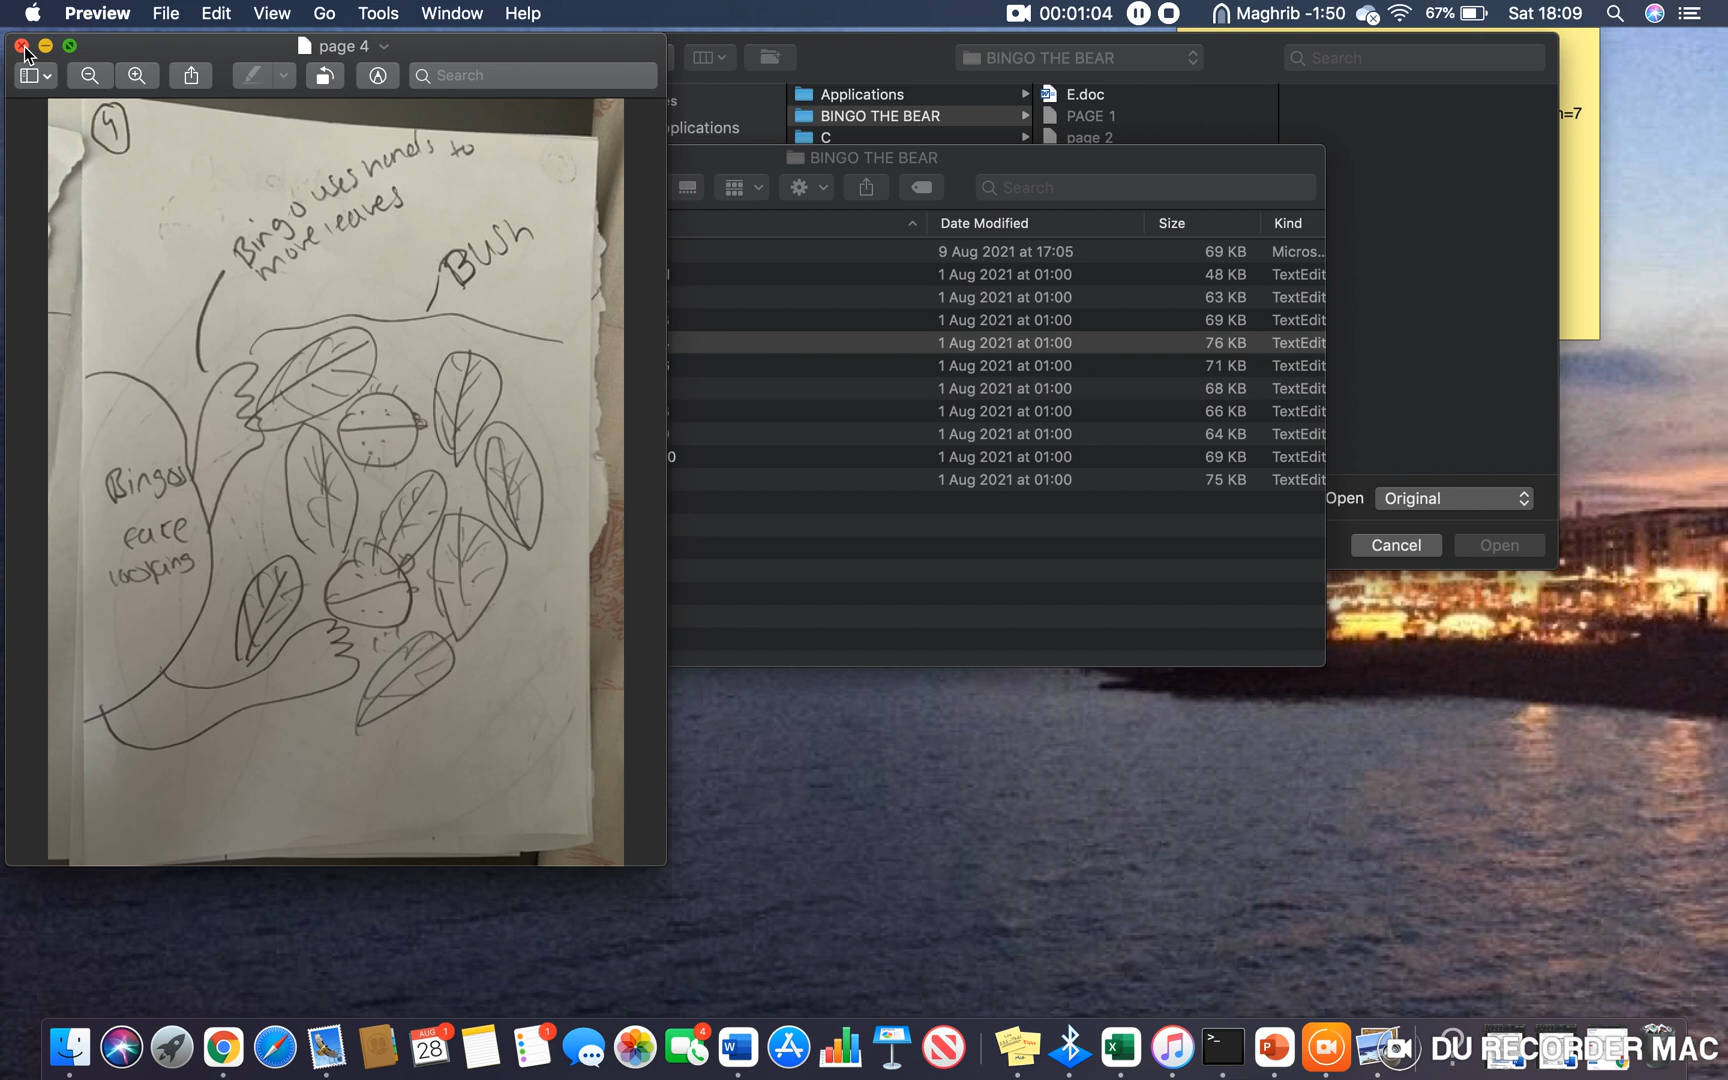 Preview File Edit View Go Tools Window Help
00:01:04 Maghrib -1:50 67% Sat 18:09
page 4
Search
BINGO THE BEAR
Search
4
Bingo uses hands to
move leaves
BUSH
Bingos
face
looking
plications
Applications
BINGO THE BEAR
C
E.doc
PAGE 1
page 2
=7
BINGO THE BEAR
Search
Date Modified Size Kind
9 Aug 2021 at 17:05 69 KB Micros...
1 Aug 2021 at 01:00 48 KB TextEdit
1 Aug 2021 at 01:00 63 KB TextEdit
1 Aug 2021 at 01:00 69 KB TextEdit
1 Aug 2021 at 01:00 76 KB TextEdit
1 Aug 2021 at 01:00 71 KB TextEdit
1 Aug 2021 at 01:00 68 KB TextEdit
1 Aug 2021 at 01:00 66 KB TextEdit
1 Aug 2021 at 01:00 64 KB TextEdit
0 1 Aug 2021 at 01:00 69 KB TextEdit
1 Aug 2021 at 01:00 75 KB TextEdit
Open Original
Cancel Open
AUG 1
28
1
4
DU RECORDER MAC